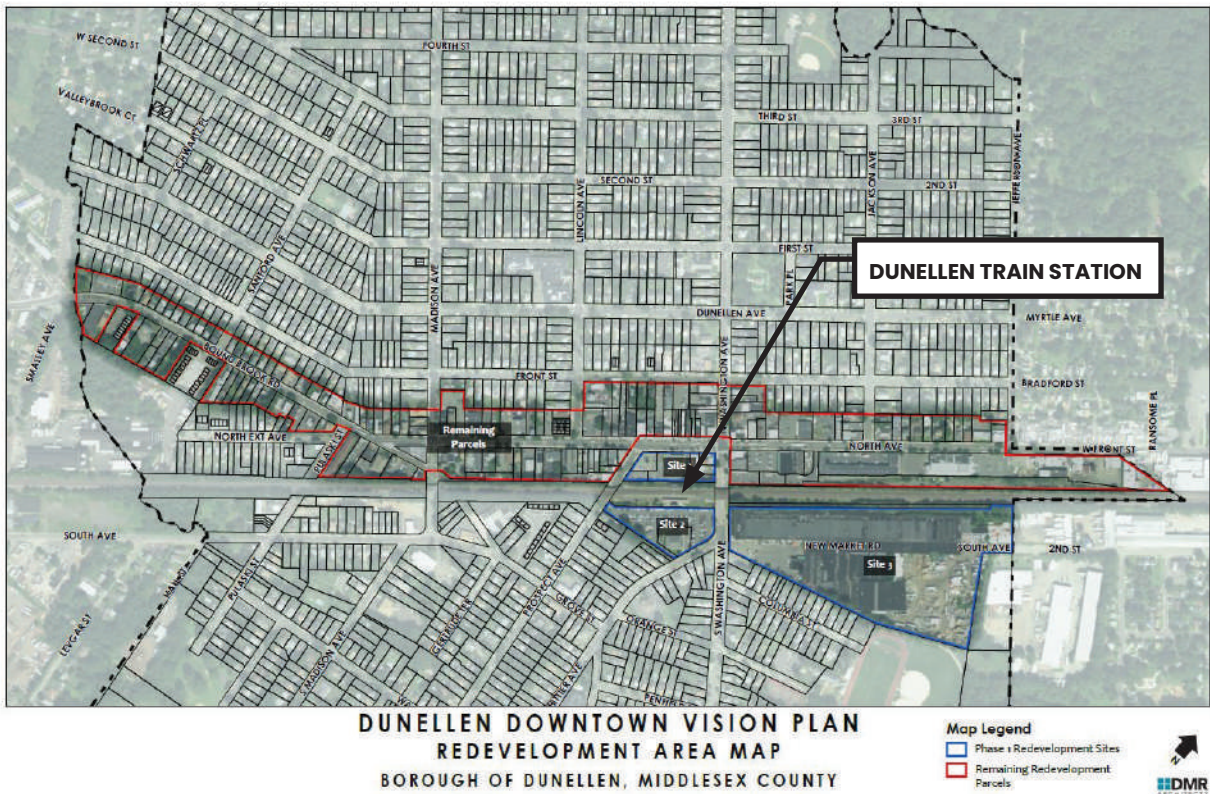 W SECOND ST
FOURTH ST
VALLEYBROOK CT
SCHWARTZ PL
THIRD ST
3RD ST
JEFFERSON AVE
SECOND ST
2ND ST
JACKSON AVE
LINCOLN AVE
FIRST ST
SANFORD AVE
DUNELLEN TRAIN STATION
MADISON AVE
PARK PL
DUNELLEN AVE
MYRTLE AVE
SMALLEY AVE
BOUND BROOK RD
FRONT ST
WASHINGTON AVE
BRADFORD ST
RANSOME PL
Remaining
Parcels
NORTH EXT AVE
PULASKI ST
NORTH AVE
W FRONT ST
Site
SOUTH AVE
Site 2
NEW MARKET RD
SOUTH AVE
2ND ST
Site 3
HALL ST
PULASKI ST
PROSPECT AVE
GROVE ST
S WASHINGTON AVE
COLUMBIA ST
ORANGE ST
S MADISON AVE
DUNELLEN DOWNTOWN VISION PLAN
REDEVELOPMENT AREA MAP
BOROUGH OF DUNELLEN, MIDDLESEX COUNTY
Map Legend
Phase 1 Redevelopment Sites
Remaining Redevelopment
Parcels
N
DMR
ARCHITECTS